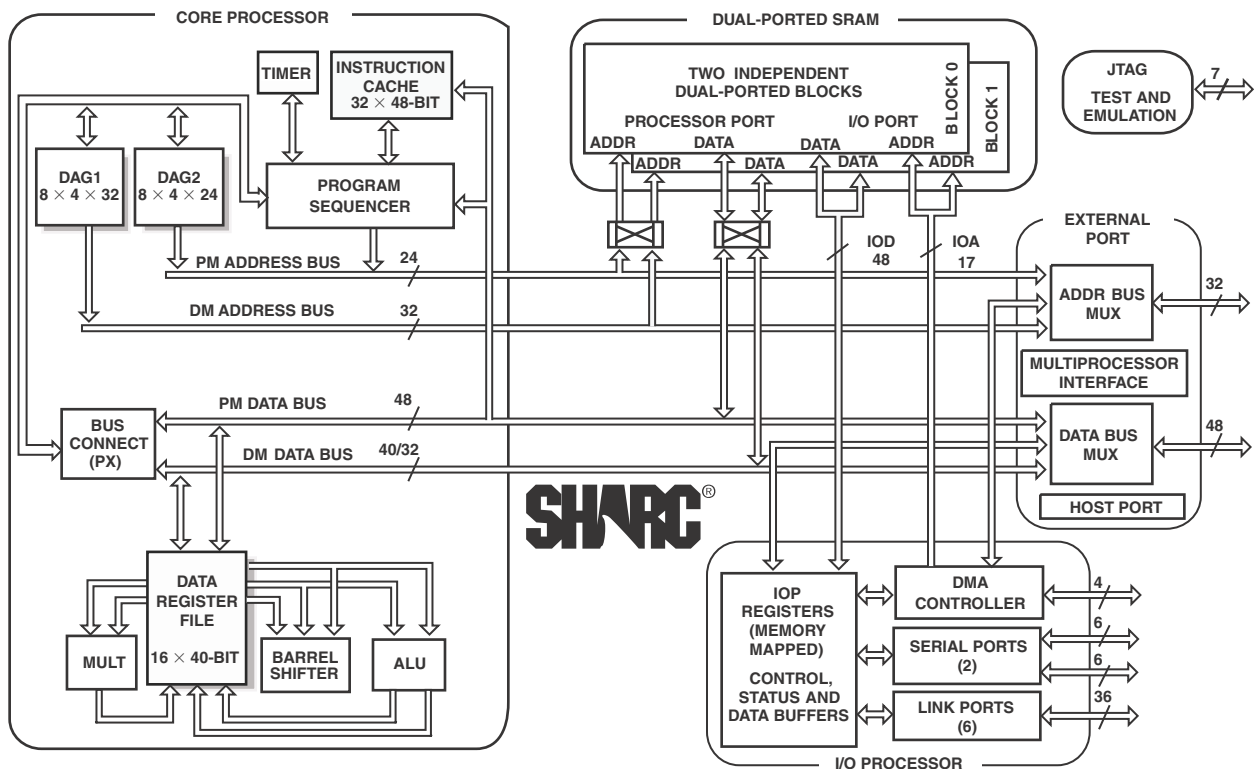 CORE PROCESSOR
TIMER
INSTRUCTION
CACHE
32 × 48-BIT
DAG1
8 × 4 × 32
DAG2
8 × 4 × 24
PROGRAM
SEQUENCER
PM ADDRESS BUS
24
DM ADDRESS BUS
32
PM DATA BUS
48
DM DATA BUS
40/32
BUS
CONNECT
(PX)
DATA
REGISTER
FILE
16 × 40-BIT
MULT
BARREL
SHIFTER
ALU
DUAL-PORTED SRAM
TWO INDEPENDENT
DUAL-PORTED BLOCKS
PROCESSOR PORT
I/O PORT
ADDR
DATA
DATA
ADDR
ADDR
DATA
DATA
ADDR
BLOCK 0
BLOCK 1
JTAG
TEST AND
EMULATION
7
IOD
48
IOA
17
EXTERNAL
PORT
ADDR BUS
MUX
32
MULTIPROCESSOR
INTERFACE
DATA BUS
MUX
48
HOST PORT
SHARC®
IOP
REGISTERS
(MEMORY
MAPPED)
CONTROL,
STATUS AND
DATA BUFFERS
DMA
CONTROLLER
4
SERIAL PORTS
(2)
6
6
LINK PORTS
(6)
36
I/O PROCESSOR